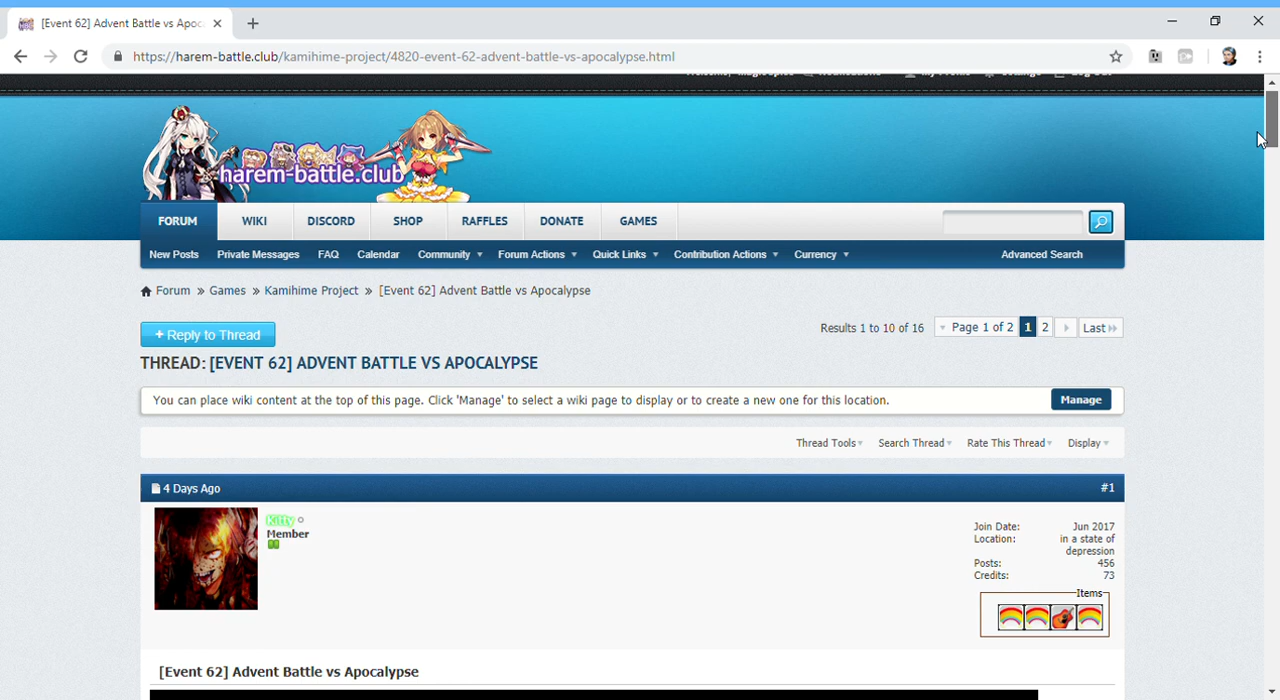 [Event 62] Advent Battle vs Apoc
https://harem-battle.club/kamihime-project/4820-event-62-advent-battle-vs-apocalypse.html
harem-battle.club
FORUM WIKI DISCORD SHOP RAFFLES DONATE GAMES
New Posts Private Messages FAQ Calendar Community Forum Actions Quick Links Contribution Actions Currency Advanced Search
Forum » Games » Kamihime Project » [Event 62] Advent Battle vs Apocalypse
+ Reply to Thread
Results 1 to 10 of 16 Page 1 of 2 1 2 Last
THREAD: [EVENT 62] ADVENT BATTLE VS APOCALYPSE
You can place wiki content at the top of this page. Click 'Manage' to select a wiki page to display or to create a new one for this location. Manage
Thread Tools Search Thread Rate This Thread Display
4 Days Ago #1
Kitty
Member
Join Date: Jun 2017
Location: in a state of
depression
Posts: 456
Credits: 73
Items
[Event 62] Advent Battle vs Apocalypse